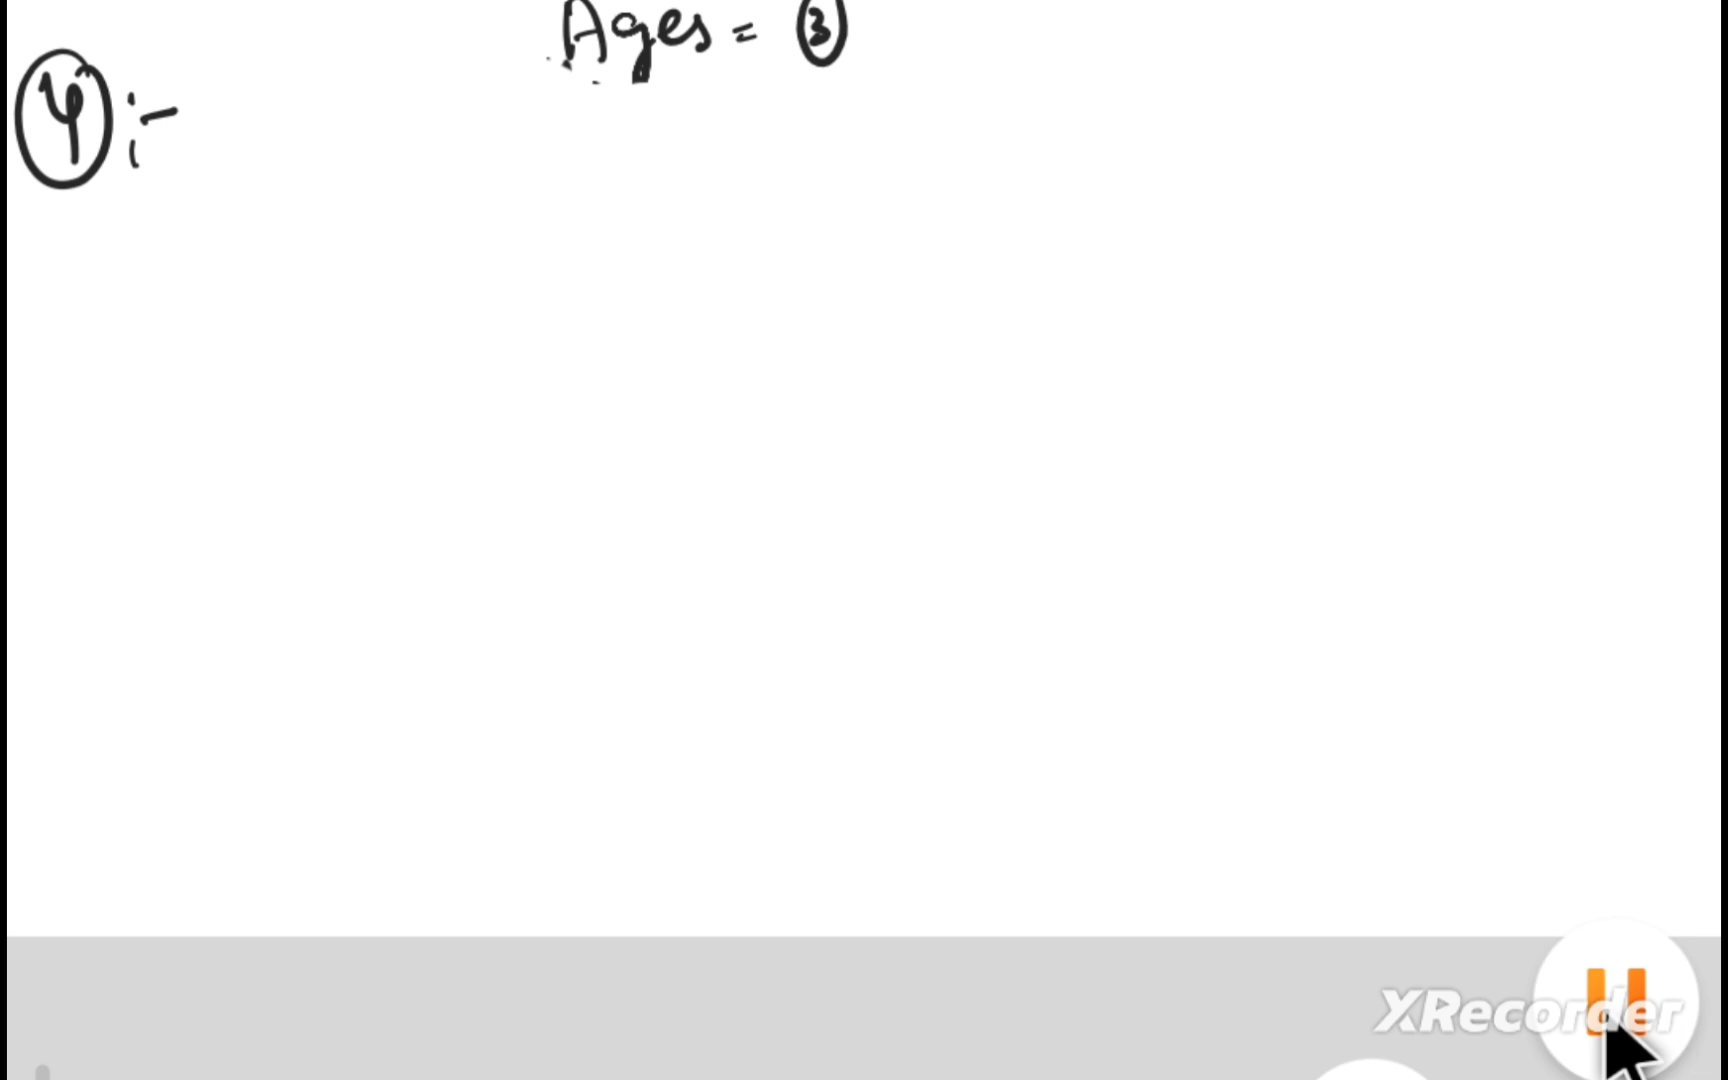 Ages = ③
④ :-
XRecorder